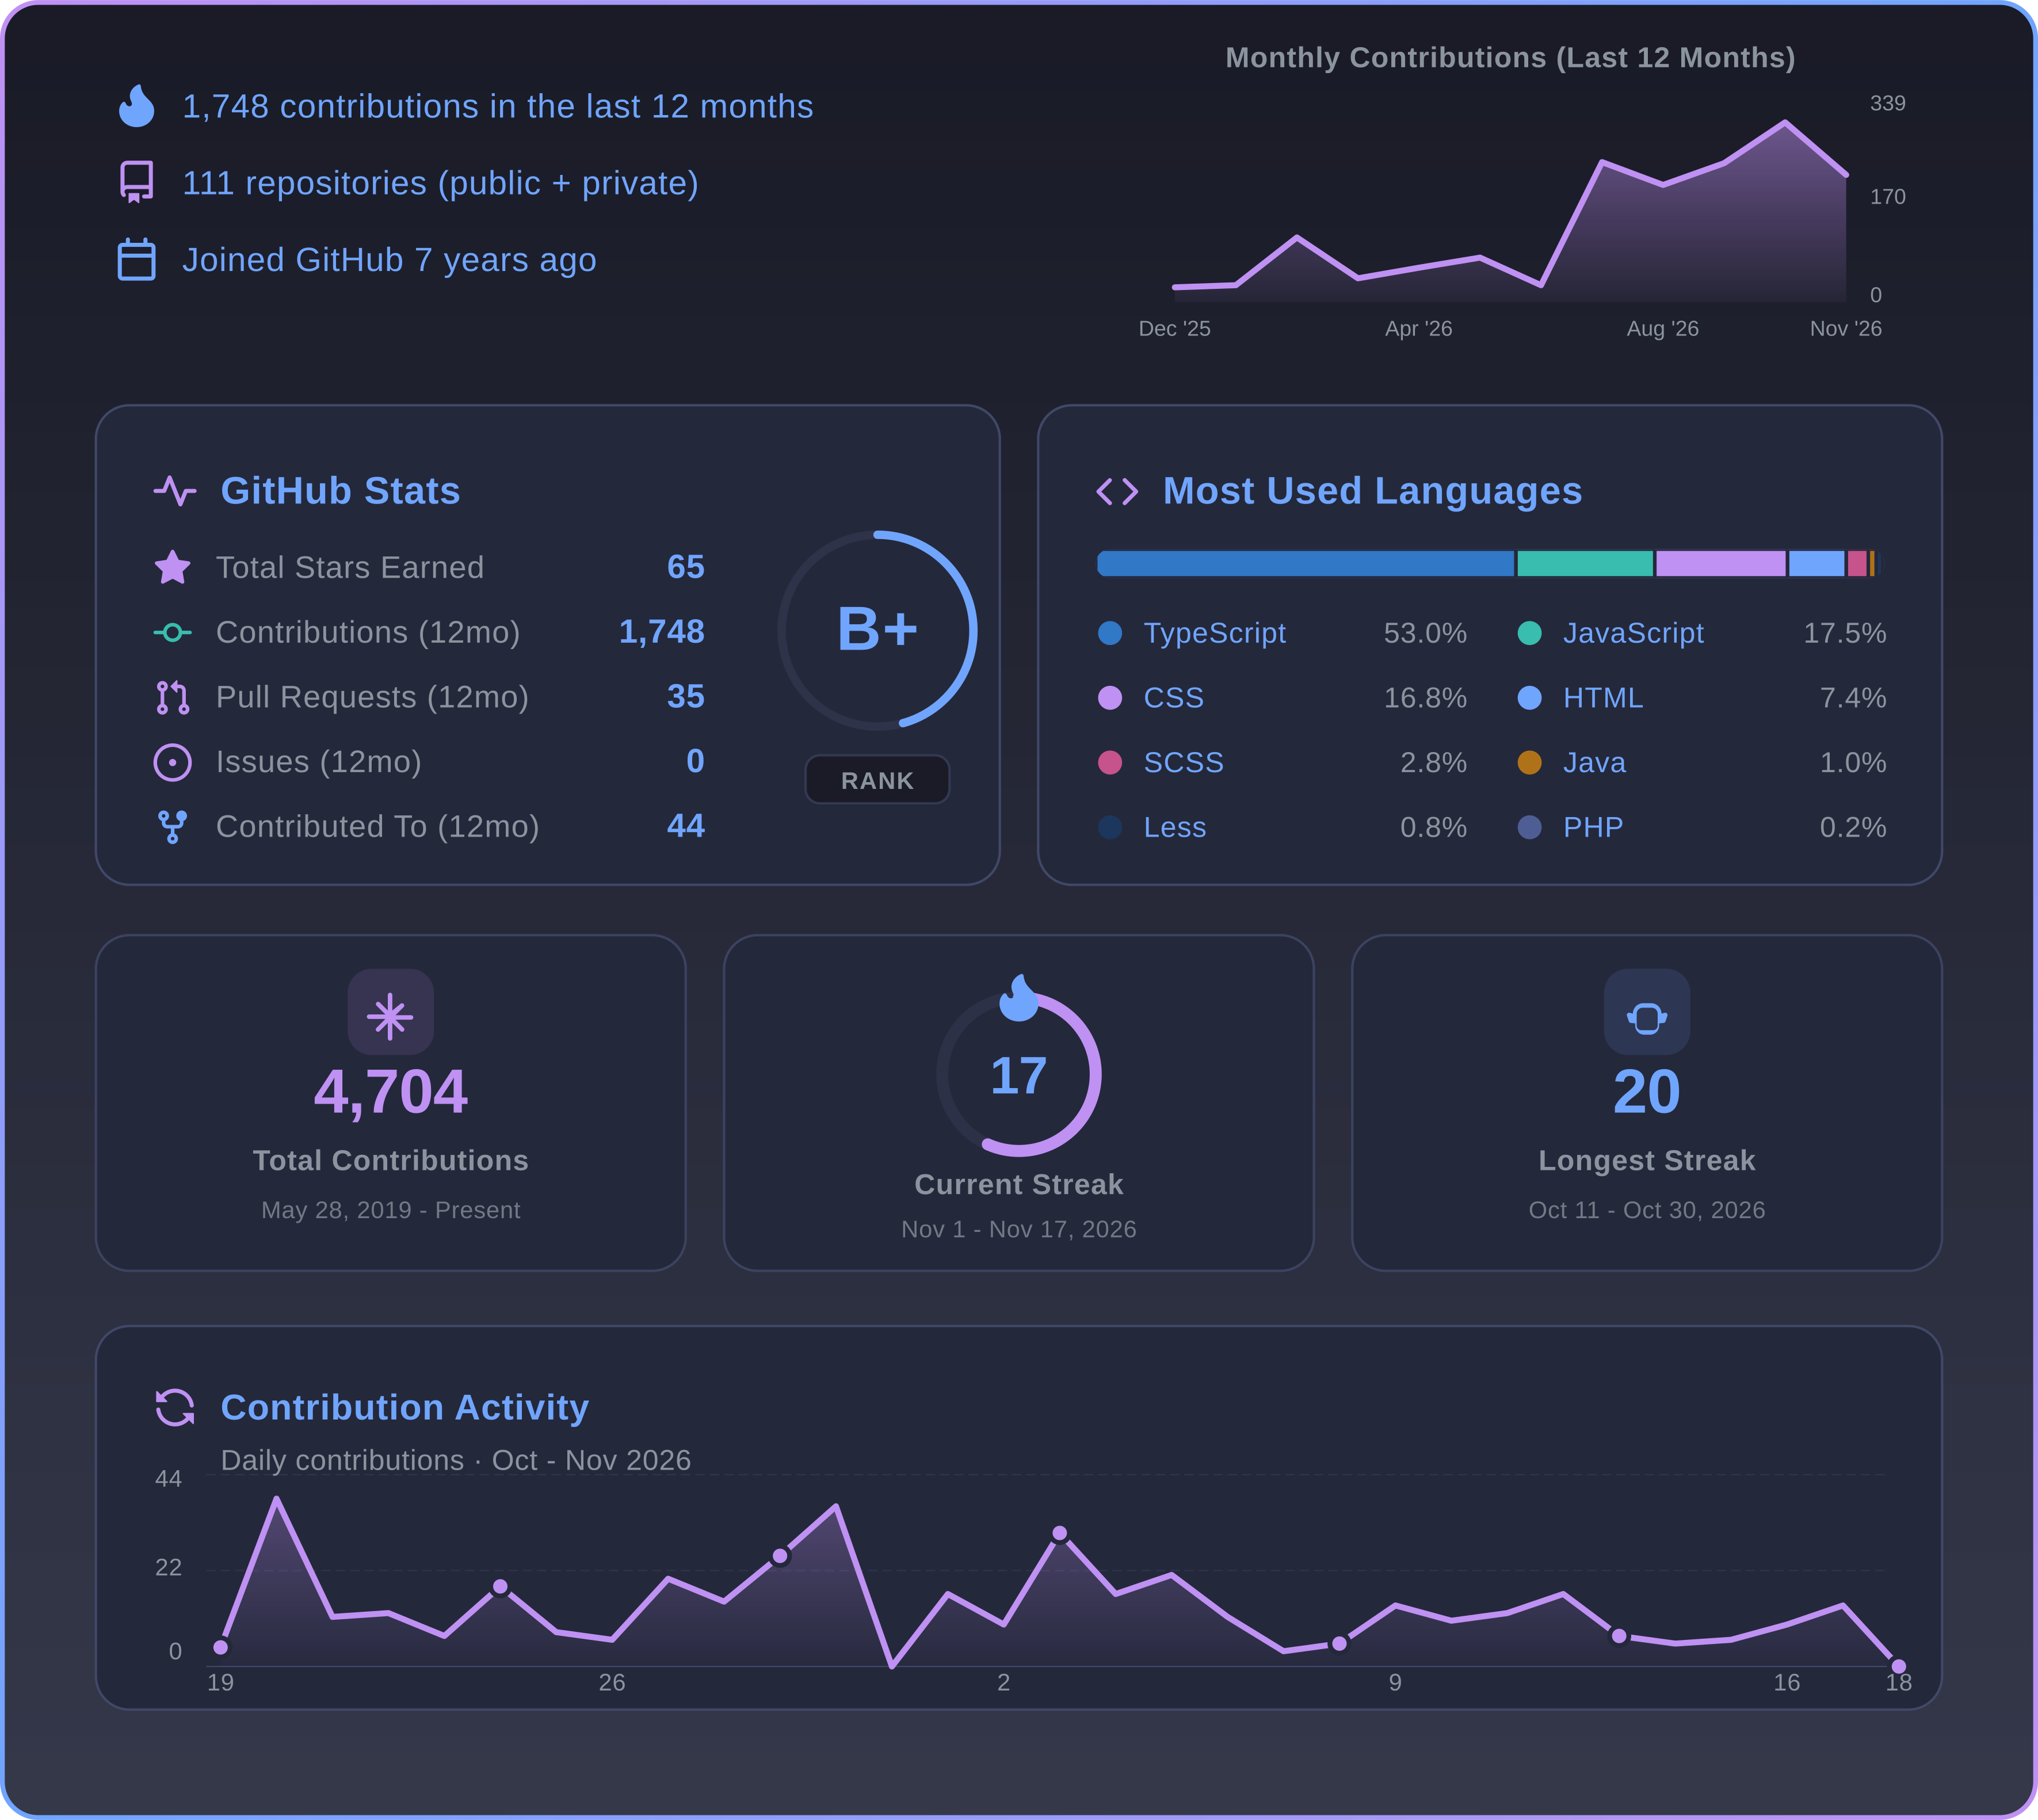 1,748 contributions in the last 12 months
111 repositories (public + private)
Joined GitHub 7 years ago
Monthly Contributions (Last 12 Months)
339
170
0
Dec '25 Apr '26 Aug '26 Nov '26
GitHub Stats
Total Stars Earned 65
Contributions (12mo) 1,748
Pull Requests (12mo) 35
Issues (12mo) 0
Contributed To (12mo) 44
B+
RANK
Most Used Languages
TypeScript 53.0% JavaScript 17.5%
CSS 16.8% HTML 7.4%
SCSS 2.8% Java 1.0%
Less 0.8% PHP 0.2%
4,704
Total Contributions
May 28, 2019 - Present
17
Current Streak
Nov 1 - Nov 17, 2026
20
Longest Streak
Oct 11 - Oct 30, 2026
Contribution Activity
Daily contributions · Oct - Nov 2026
44
22
0
19 26 2 9 16 18